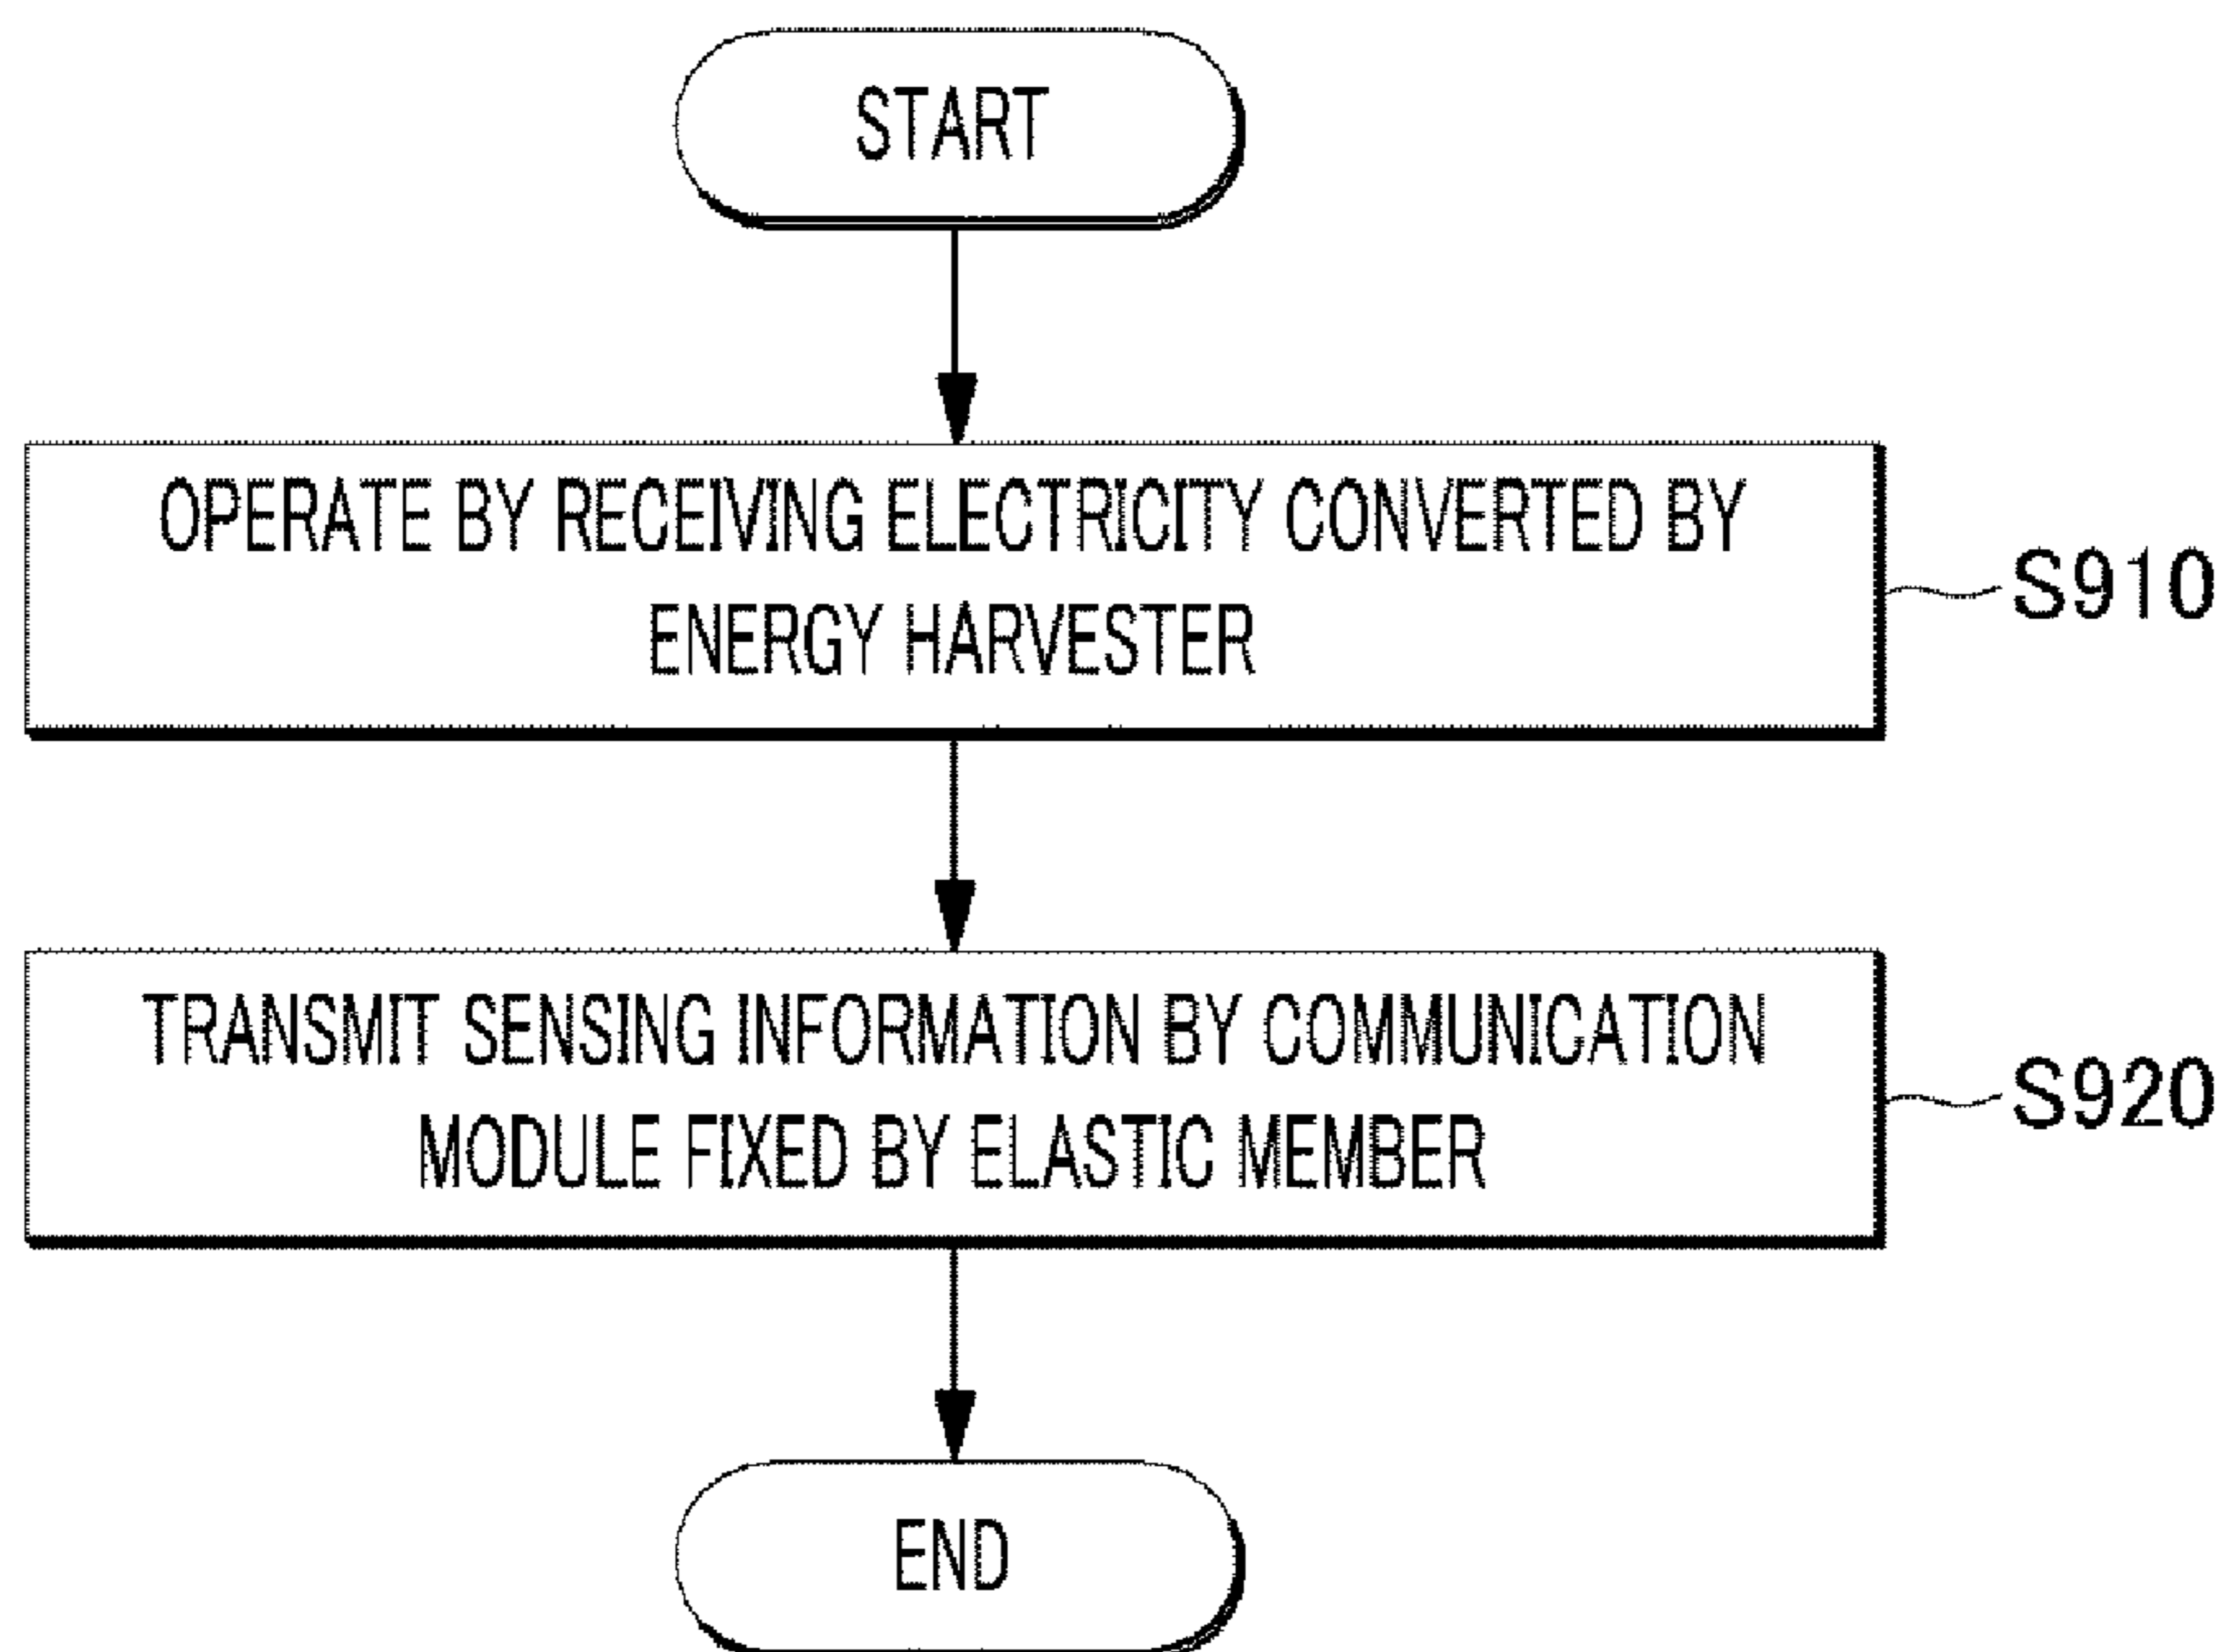 START
OPERATE BY RECEIVING ELECTRICITY CONVERTED BY
ENERGY HARVESTER
S910
TRANSMIT SENSING INFORMATION BY COMMUNICATION
MODULE FIXED BY ELASTIC MEMBER
S920
END